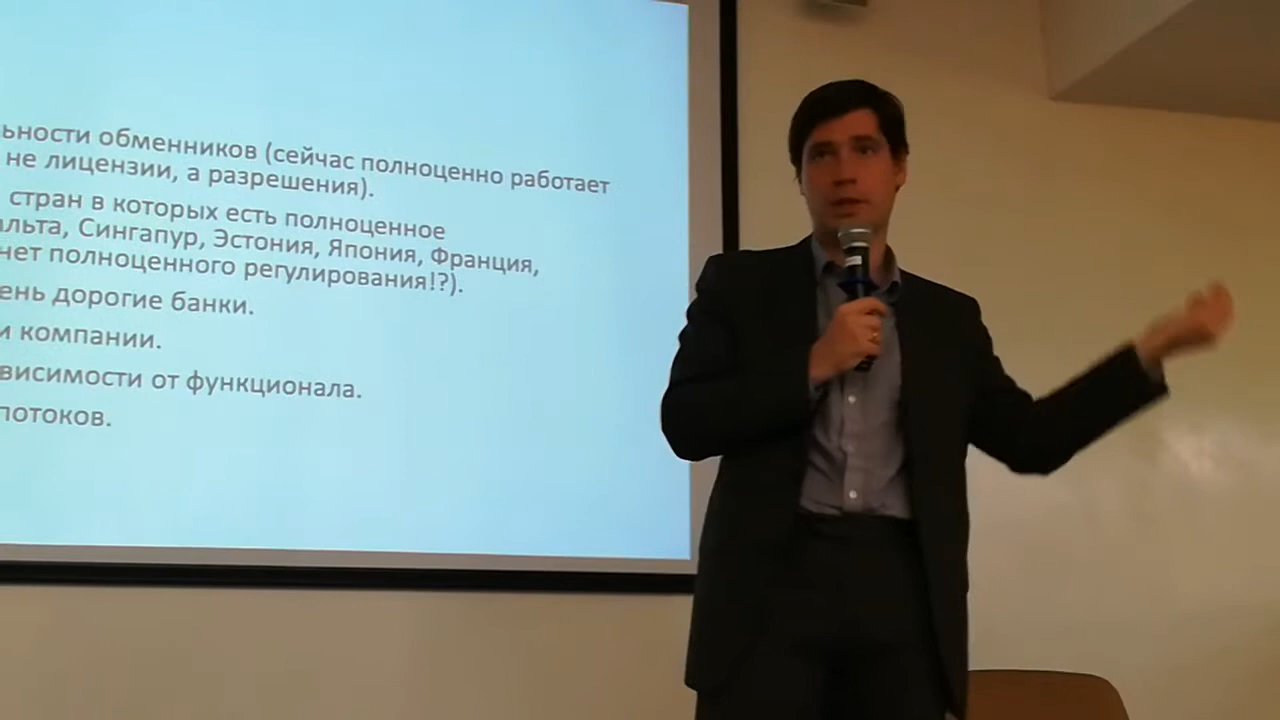 ьности обменников (сейчас полноценно работает
не лицензии, а разрешения).
стран в которых есть полноценное
альта, Сингапур, Эстония, Япония, Франция,
нет полноценного регулирования!?).
ень дорогие банки.
и компании.
висимости от функционала.
потоков.